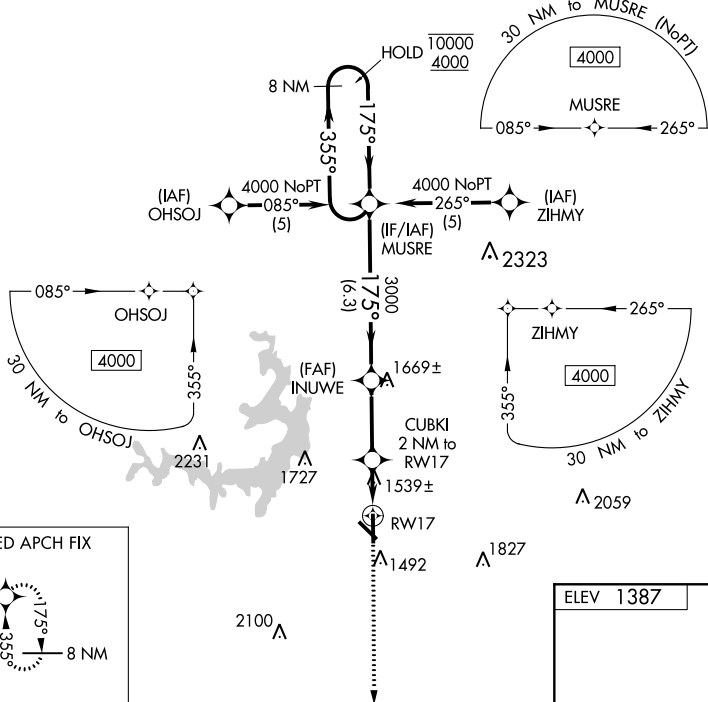 30 NM to MUSRE (NoPT)
4000
MUSRE
085°
265°
HOLD
10000
4000
8 NM
355°
175°
(IAF)
OHSOJ
4000 NoPT
085°
(5)
4000 NoPT
265°
(5)
(IAF)
ZIHMY
(IF/IAF)
MUSRE
2323
3000
175°
(6.3)
085°
OHSOJ
4000
355°
30 NM to OHSOJ
265°
ZIHMY
4000
355°
30 NM to ZIHMY
(FAF)
INUWE
1669±
CUBKI
2 NM to
RW17
2231
1727
1539±
2059
RW17
1492
1827
2100
ED APCH FIX
175°
355°
8 NM
ELEV 1387